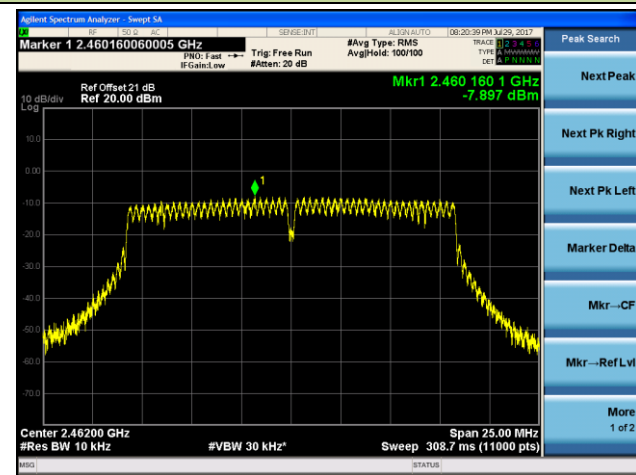 Agilent Spectrum Analyzer - Swept SA
RF 50 Ω AC SENSE:INT ALIGN AUTO 08:20:39 PM Jul 29, 2017
Marker 1 2.460160060005 GHz
PNO: Fast
IFGain:Low
Trig: Free Run
#Atten: 20 dB
#Avg Type: RMS
Avg|Hold: 100/100
TRACE 1 2 3 4 5 6
TYPE A
DET A P N N N N
Peak Search
Mkr1 2.460 160 1 GHz
-7.897 dBm
Ref Offset 21 dB
10 dB/div Ref 20.00 dBm
Log
10.0
0.00
-10.0
-20.0
-30.0
-40.0
-50.0
-60.0
-70.0
1
Center 2.46200 GHz
#Res BW 10 kHz
#VBW 30 kHz*
Span 25.00 MHz
Sweep 308.7 ms (11000 pts)
MSG
STATUS
Next Peak
Next Pk Right
Next Pk Left
Marker Delta
Mkr→CF
Mkr→Ref Lvl
More
1 of 2